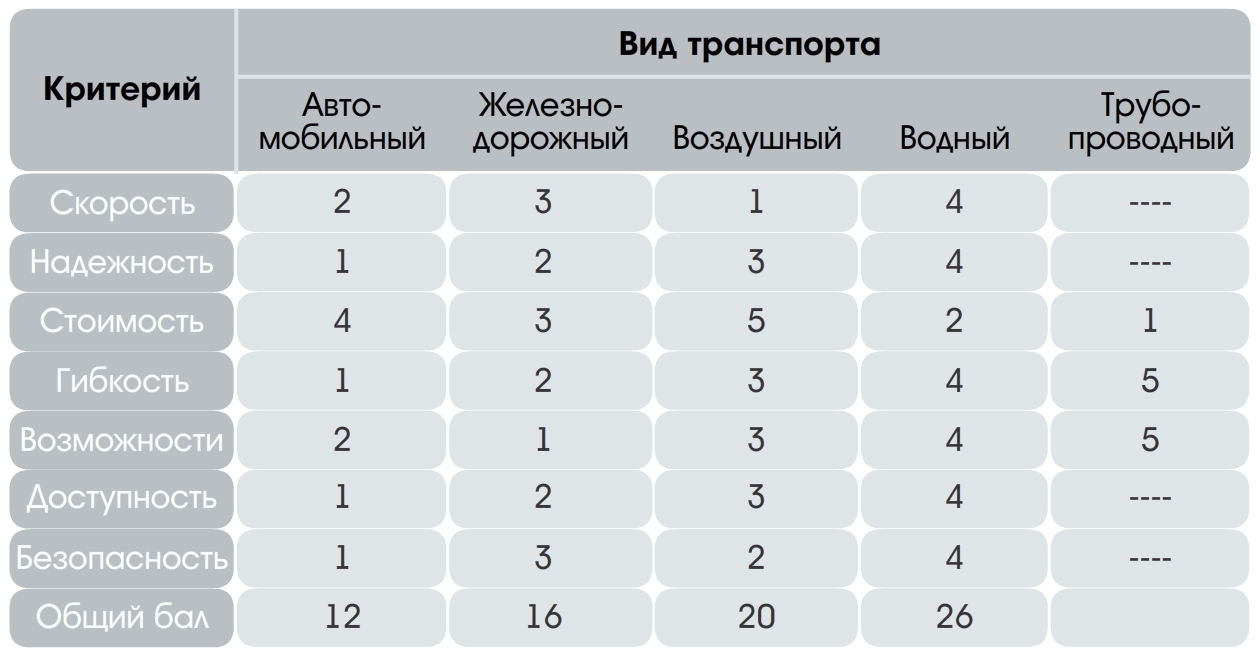 Критерий
Вид транспорта
Авто-
мобильный
Железно-
дорожный
Воздушный
Водный
Трубо-
проводный
Скорость 2 3 1 4 ----
Надежность 1 2 3 4 ----
Стоимость 4 3 5 2 1
Гибкость 1 2 3 4 5
Возможности 2 1 3 4 5
Доступность 1 2 3 4 ----
Безопасность 1 3 2 4 ----
Общий бал 12 16 20 26